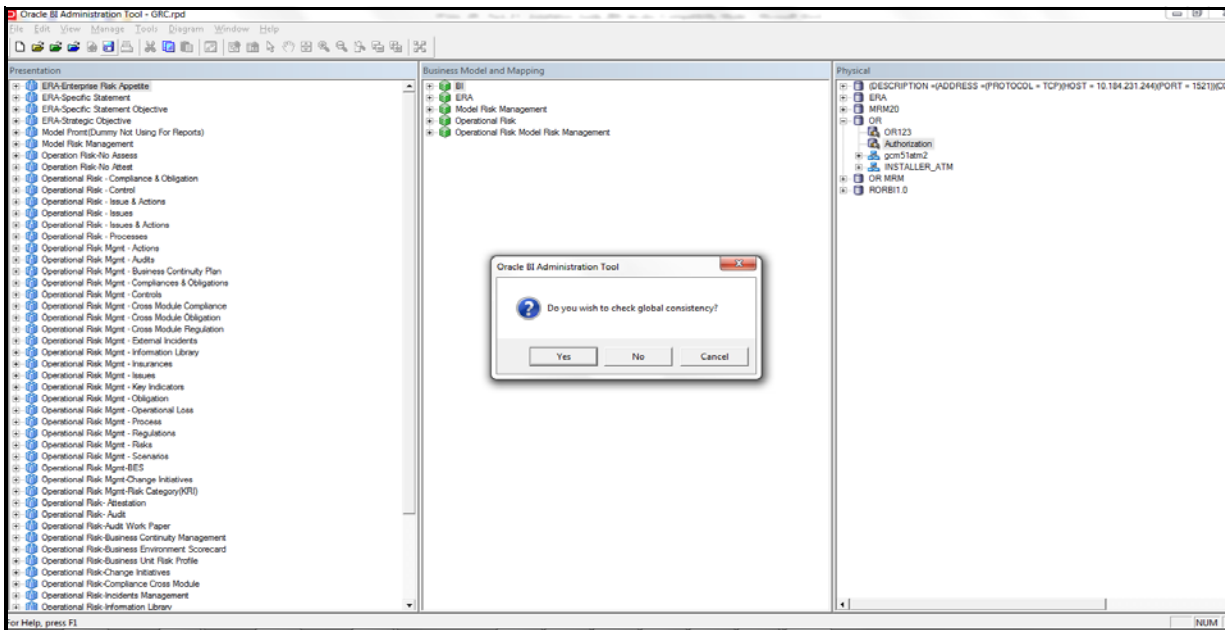 Oracle BI Administration Tool - GRC.rpd
File Edit View Manage Tools Diagram Window Help
Presentation
ERA-Enterprise Risk Appetite
ERA-Specific Statement
ERA-Specific Statement Objective
ERA-Strategic Objective
Model Promt(Dummy Not Using For Reports)
Model Risk Management
Operation Risk-No Assess
Operation Risk-No Attest
Operational Risk - Compliance & Obligation
Operational Risk - Control
Operational Risk - Issue & Actions
Operational Risk - Issues
Operational Risk - Issues & Actions
Operational Risk - Processes
Operational Risk Mgmt - Actions
Operational Risk Mgmt - Audits
Operational Risk Mgmt - Business Continuity Plan
Operational Risk Mgmt - Compliances & Obligations
Operational Risk Mgmt - Controls
Operational Risk Mgmt - Cross Module Compliance
Operational Risk Mgmt - Cross Module Obligation
Operational Risk Mgmt - Cross Module Regulation
Operational Risk Mgmt - External Incidents
Operational Risk Mgmt - Information Library
Operational Risk Mgmt - Insurances
Operational Risk Mgmt - Issues
Operational Risk Mgmt - Key Indicators
Operational Risk Mgmt - Obligation
Operational Risk Mgmt - Operational Loss
Operational Risk Mgmt - Process
Operational Risk Mgmt - Regulations
Operational Risk Mgmt - Risks
Operational Risk Mgmt - Scenarios
Operational Risk Mgmt-BES
Operational Risk Mgmt-Change Initiatives
Operational Risk Mgmt-Risk Category(KRI)
Operational Risk- Attestation
Operational Risk- Audit
Operational Risk-Audit Work Paper
Operational Risk-Business Continuity Management
Operational Risk-Business Environment Scorecard
Operational Risk-Business Unit Risk Profile
Operational Risk-Change Initiatives
Operational Risk-Compliance Cross Module
Operational Risk-Incidents Management
Operational Risk-Information Library
Business Model and Mapping
BI
ERA
Model Risk Management
Operational Risk
Operational Risk Model Risk Management
Physical
(DESCRIPTION =(ADDRESS =(PROTOCOL = TCP)(HOST = 10.184.231.244)(PORT = 1521))(CO
ERA
MRM20
OR
OR123
Authorization
gcm51atm2
INSTALLER_ATM
OR MRM
RORBI1.0
Oracle BI Administration Tool
Do you wish to check global consistency?
Yes No Cancel
For Help, press F1
NUM